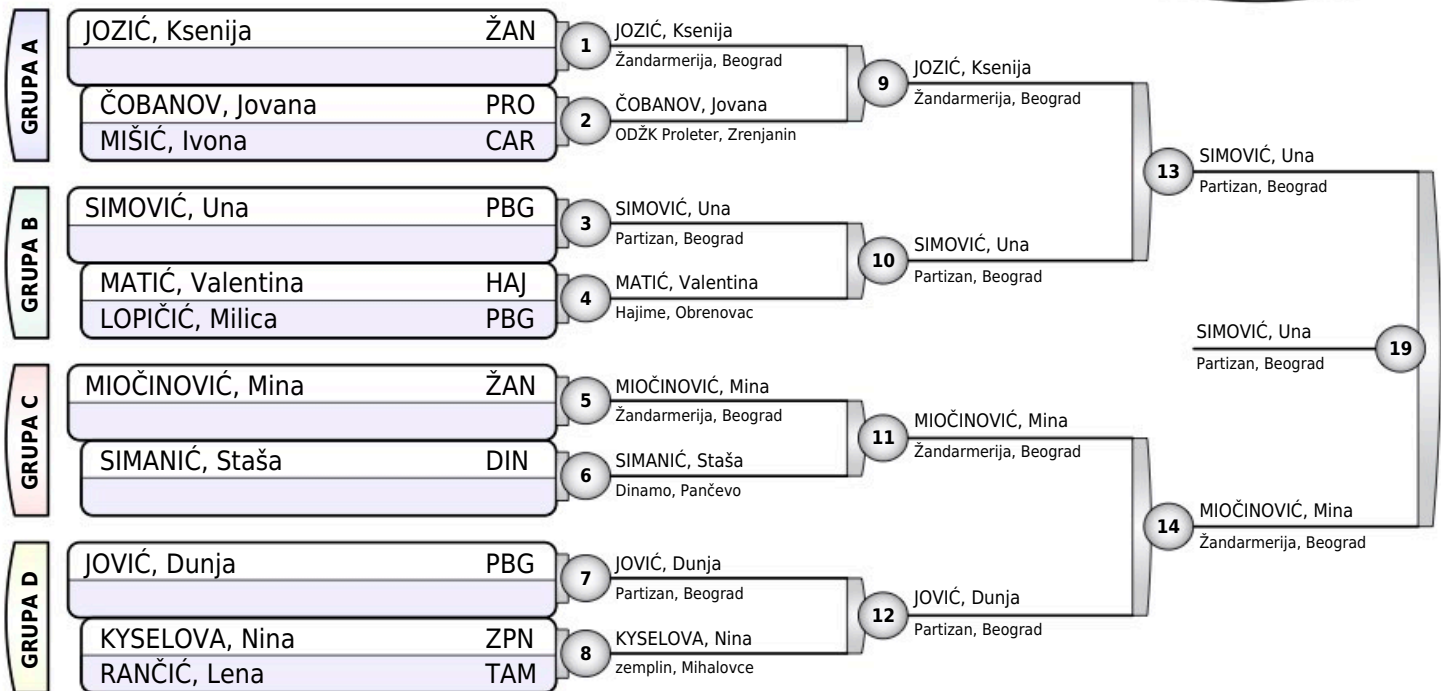 GRUPA A
JOZIĆ, Ksenija ŽAN
ČOBANOV, Jovana PRO
MIŠIĆ, Ivona CAR
GRUPA B
SIMOVIĆ, Una PBG
MATIĆ, Valentina HAJ
LOPIČIĆ, Milica PBG
GRUPA C
MIOČINOVIĆ, Mina ŽAN
SIMANIĆ, Staša DIN
GRUPA D
JOVIĆ, Dunja PBG
KYSELOVA, Nina ZPN
RANČIĆ, Lena TAM
1 JOZIĆ, Ksenija
Žandarmerija, Beograd
2 ČOBANOV, Jovana
ODŽK Proleter, Zrenjanin
3 SIMOVIĆ, Una
Partizan, Beograd
4 MATIĆ, Valentina
Hajime, Obrenovac
5 MIOČINOVIĆ, Mina
Žandarmerija, Beograd
6 SIMANIĆ, Staša
Dinamo, Pančevo
7 JOVIĆ, Dunja
Partizan, Beograd
8 KYSELOVA, Nina
zemplin, Mihalovce
9 JOZIĆ, Ksenija
Žandarmerija, Beograd
10 SIMOVIĆ, Una
Partizan, Beograd
11 MIOČINOVIĆ, Mina
Žandarmerija, Beograd
12 JOVIĆ, Dunja
Partizan, Beograd
13 SIMOVIĆ, Una
Partizan, Beograd
14 MIOČINOVIĆ, Mina
Žandarmerija, Beograd
SIMOVIĆ, Una 19
Partizan, Beograd